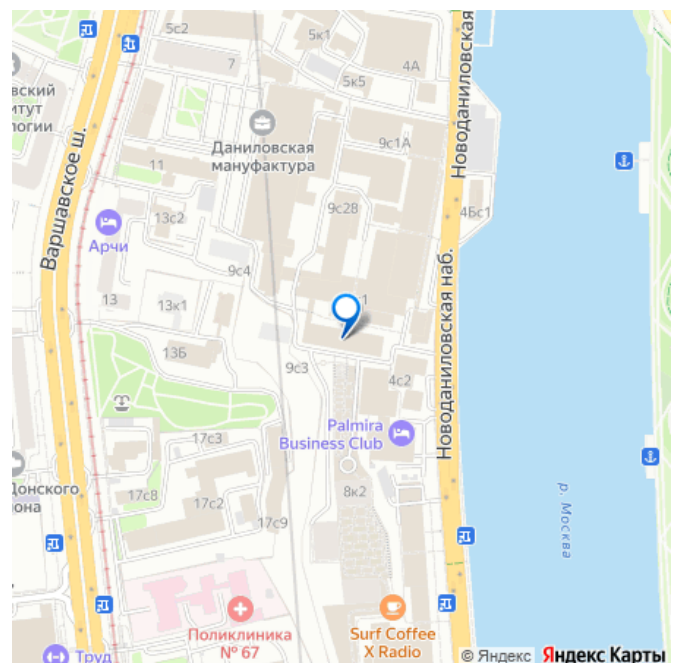 5с2
5к1
4А
7
5к5
вский
итут
логии
Даниловская
мануфактура
9с1А
Новоданиловская
11
9с28
4Бс1
13с2
Арчи
Варшавское ш.
9с4
Новоданиловская наб.
13
13к1
1
13Б
9с3
4с2
Palmira
Business Club
17с3
17с8
17с2
8к2
17с9
Донского
она
р. Москва
Поликлиника
№ 67
Surf Coffee
X Radio
Труд
© Яндекс Яндекс Карты